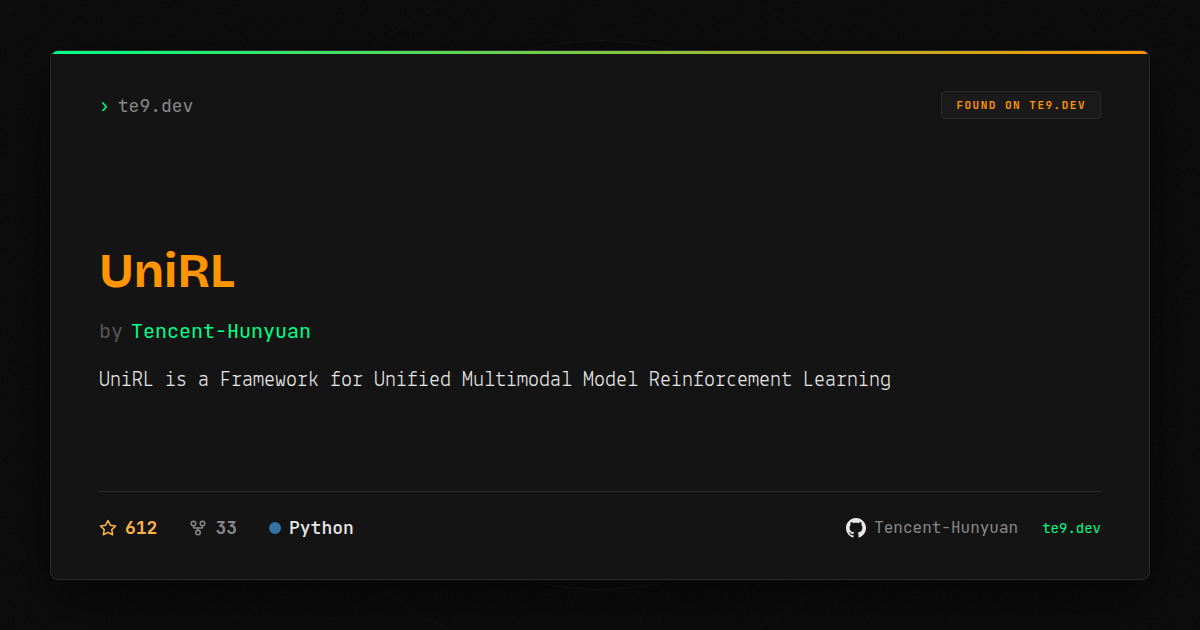 › te9.dev
FOUND ON TE9.DEV
UniRL
by Tencent-Hunyuan
UniRL is a Framework for Unified Multimodal Model Reinforcement Learning
612 33 Python
Tencent-Hunyuan te9.dev